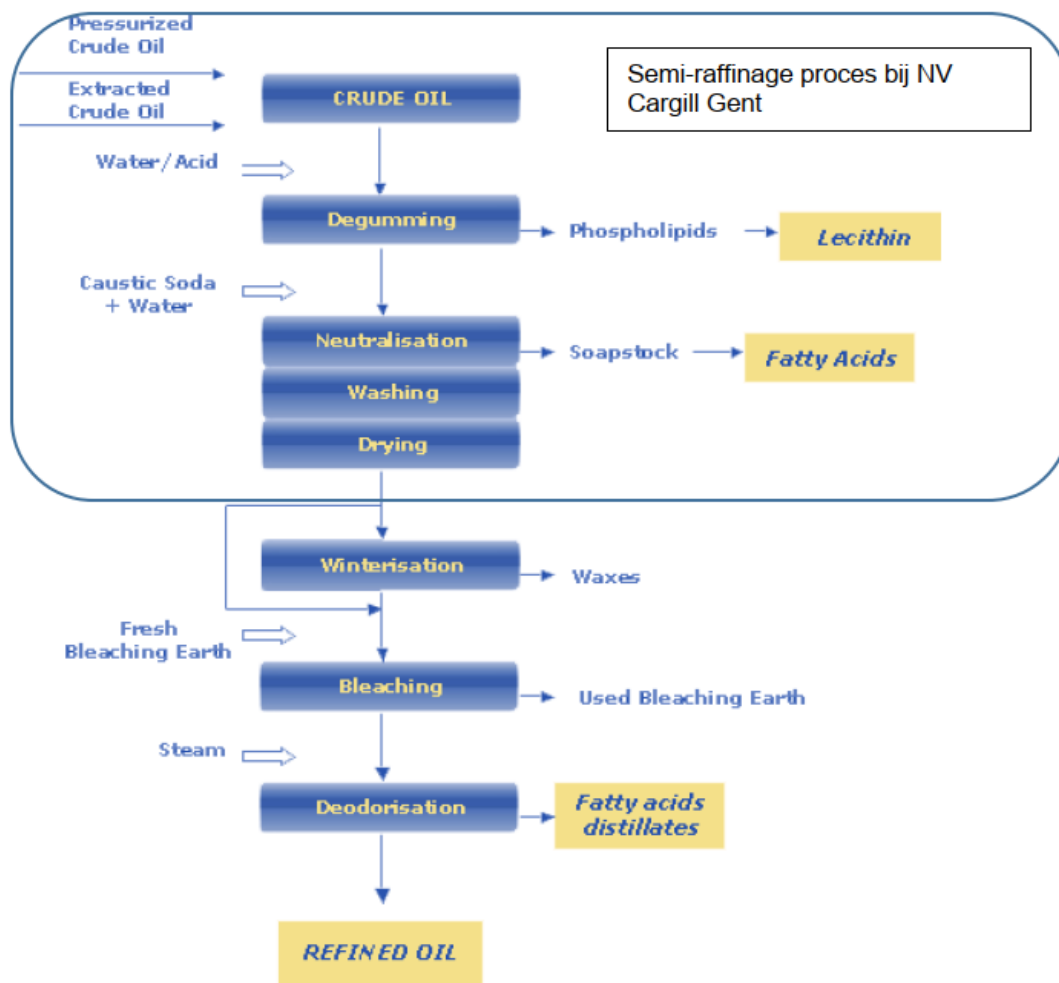 Pressurized
Crude Oil
Semi-raffinage proces bij NV
Cargill Gent
Extracted
Crude Oil
CRUDE OIL
Water/Acid
Degumming
Phospholipids
Lecithin
Caustic Soda
+ Water
Neutralisation
Soapstock
Fatty Acids
Washing
Drying
Winterisation
Waxes
Fresh
Bleaching Earth
Bleaching
Used Bleaching Earth
Steam
Deodorisation
Fatty acids
distillates
REFINED OIL